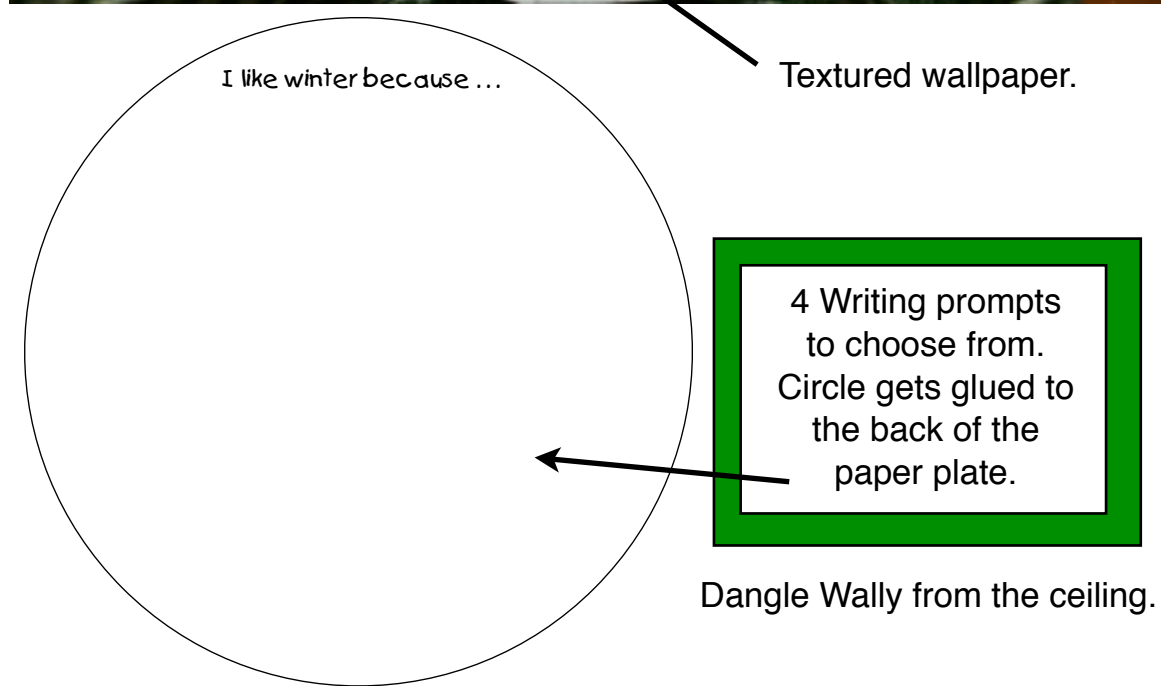 I like winter because ...
Textured wallpaper.
4 Writing prompts
to choose from.
Circle gets glued to
the back of the
paper plate.
Dangle Wally from the ceiling.